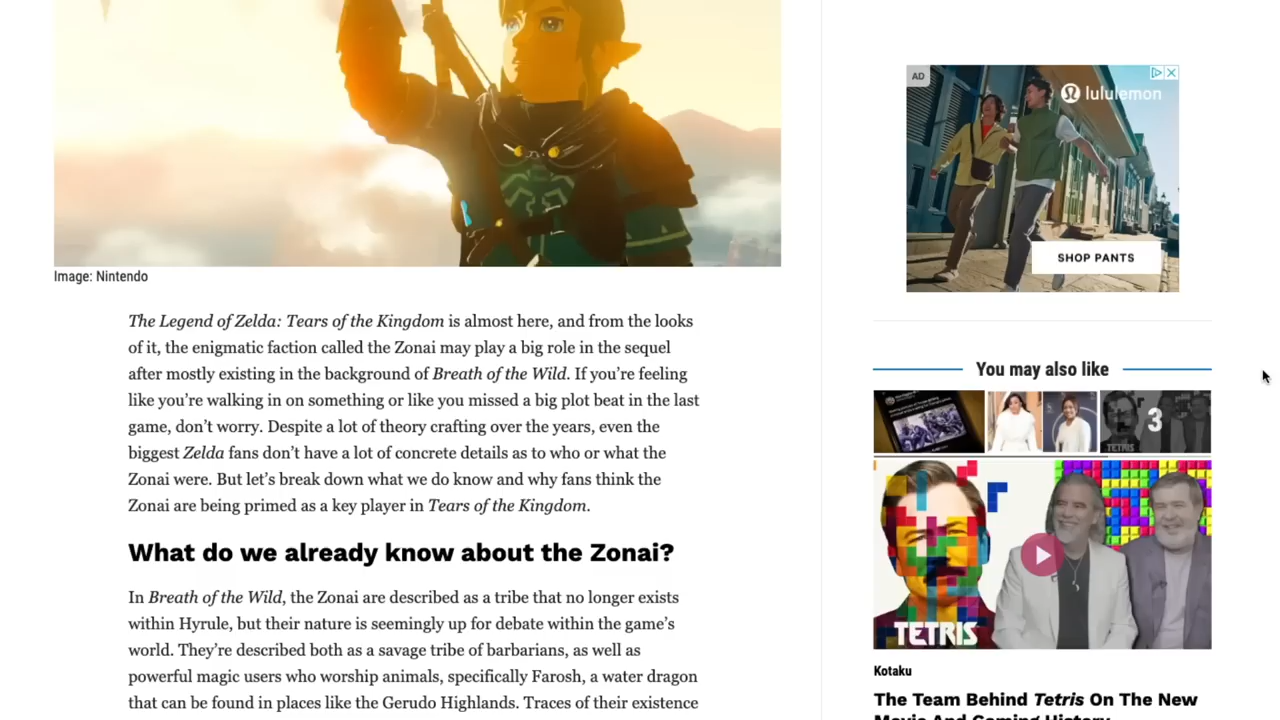 Image: Nintendo
The Legend of Zelda: Tears of the Kingdom is almost here, and from the looks
of it, the enigmatic faction called the Zonai may play a big role in the sequel
after mostly existing in the background of Breath of the Wild. If you’re feeling
like you’re walking in on something or like you missed a big plot beat in the last
game, don’t worry. Despite a lot of theory crafting over the years, even the
biggest Zelda fans don’t have a lot of concrete details as to who or what the
Zonai were. But let’s break down what we do know and why fans think the
Zonai are being primed as a key player in Tears of the Kingdom.
What do we already know about the Zonai?
In Breath of the Wild, the Zonai are described as a tribe that no longer exists
within Hyrule, but their nature is seemingly up for debate within the game’s
world. They’re described both as a savage tribe of barbarians, as well as
powerful magic users who worship animals, specifically Farosh, a water dragon
that can be found in places like the Gerudo Highlands. Traces of their existence
AD
lululemon
SHOP PANTS
You may also like
TETRIS
3
TETRIS
Kotaku
The Team Behind Tetris On The New
Movie And Gaming History